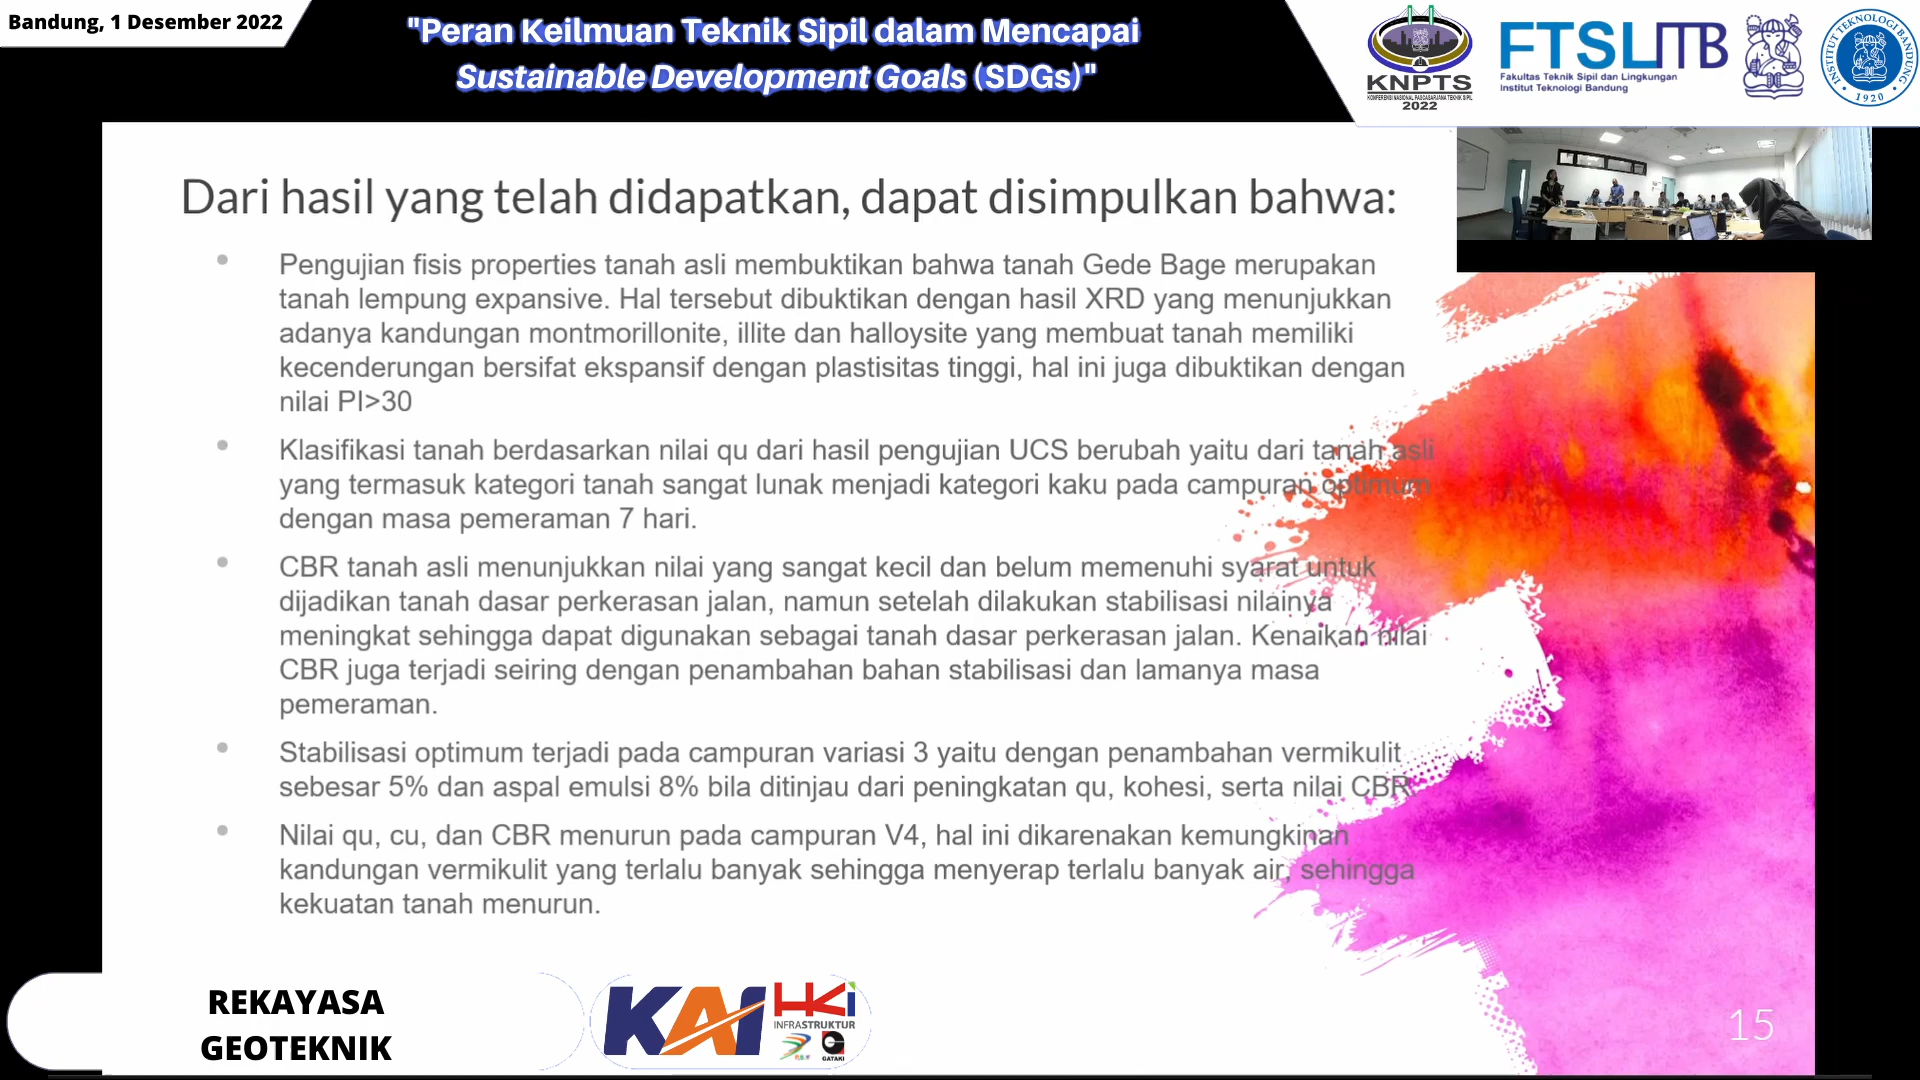 Bandung, 1 Desember 2022
"Peran Keilmuan Teknik Sipil dalam Mencapai
Sustainable Development Goals (SDGs)"
KNPTS
KONFERENSI NASIONAL PASCASARJANA TEKNIK SIPIL
2022
FTSL ITB
Fakultas Teknik Sipil dan Lingkungan
Institut Teknologi Bandung
INSTITUT TEKNOLOGI BANDUNG
1920
Dari hasil yang telah didapatkan, dapat disimpulkan bahwa:
• Pengujian fisis properties tanah asli membuktikan bahwa tanah Gede Bage merupakan
tanah lempung expansive. Hal tersebut dibuktikan dengan hasil XRD yang menunjukkan
adanya kandungan montmorillonite, illite dan halloysite yang membuat tanah memiliki
kecenderungan bersifat ekspansif dengan plastisitas tinggi, hal ini juga dibuktikan dengan
nilai PI>30
• Klasifikasi tanah berdasarkan nilai qu dari hasil pengujian UCS berubah yaitu dari tanah asli
yang termasuk kategori tanah sangat lunak menjadi kategori kaku pada campuran optimum
dengan masa pemeraman 7 hari.
• CBR tanah asli menunjukkan nilai yang sangat kecil dan belum memenuhi syarat untuk
dijadikan tanah dasar perkerasan jalan, namun setelah dilakukan stabilisasi nilainya
meningkat sehingga dapat digunakan sebagai tanah dasar perkerasan jalan. Kenaikan nilai
CBR juga terjadi seiring dengan penambahan bahan stabilisasi dan lamanya masa
pemeraman.
• Stabilisasi optimum terjadi pada campuran variasi 3 yaitu dengan penambahan vermikulit
sebesar 5% dan aspal emulsi 8% bila ditinjau dari peningkatan qu, kohesi, serta nilai CBR.
• Nilai qu, cu, dan CBR menurun pada campuran V4, hal ini dikarenakan kemungkinan
kandungan vermikulit yang terlalu banyak sehingga menyerap terlalu banyak air, sehingga
kekuatan tanah menurun.
15
REKAYASA
GEOTEKNIK
KAI
HKi
INFRASTRUKTUR
GATAKI